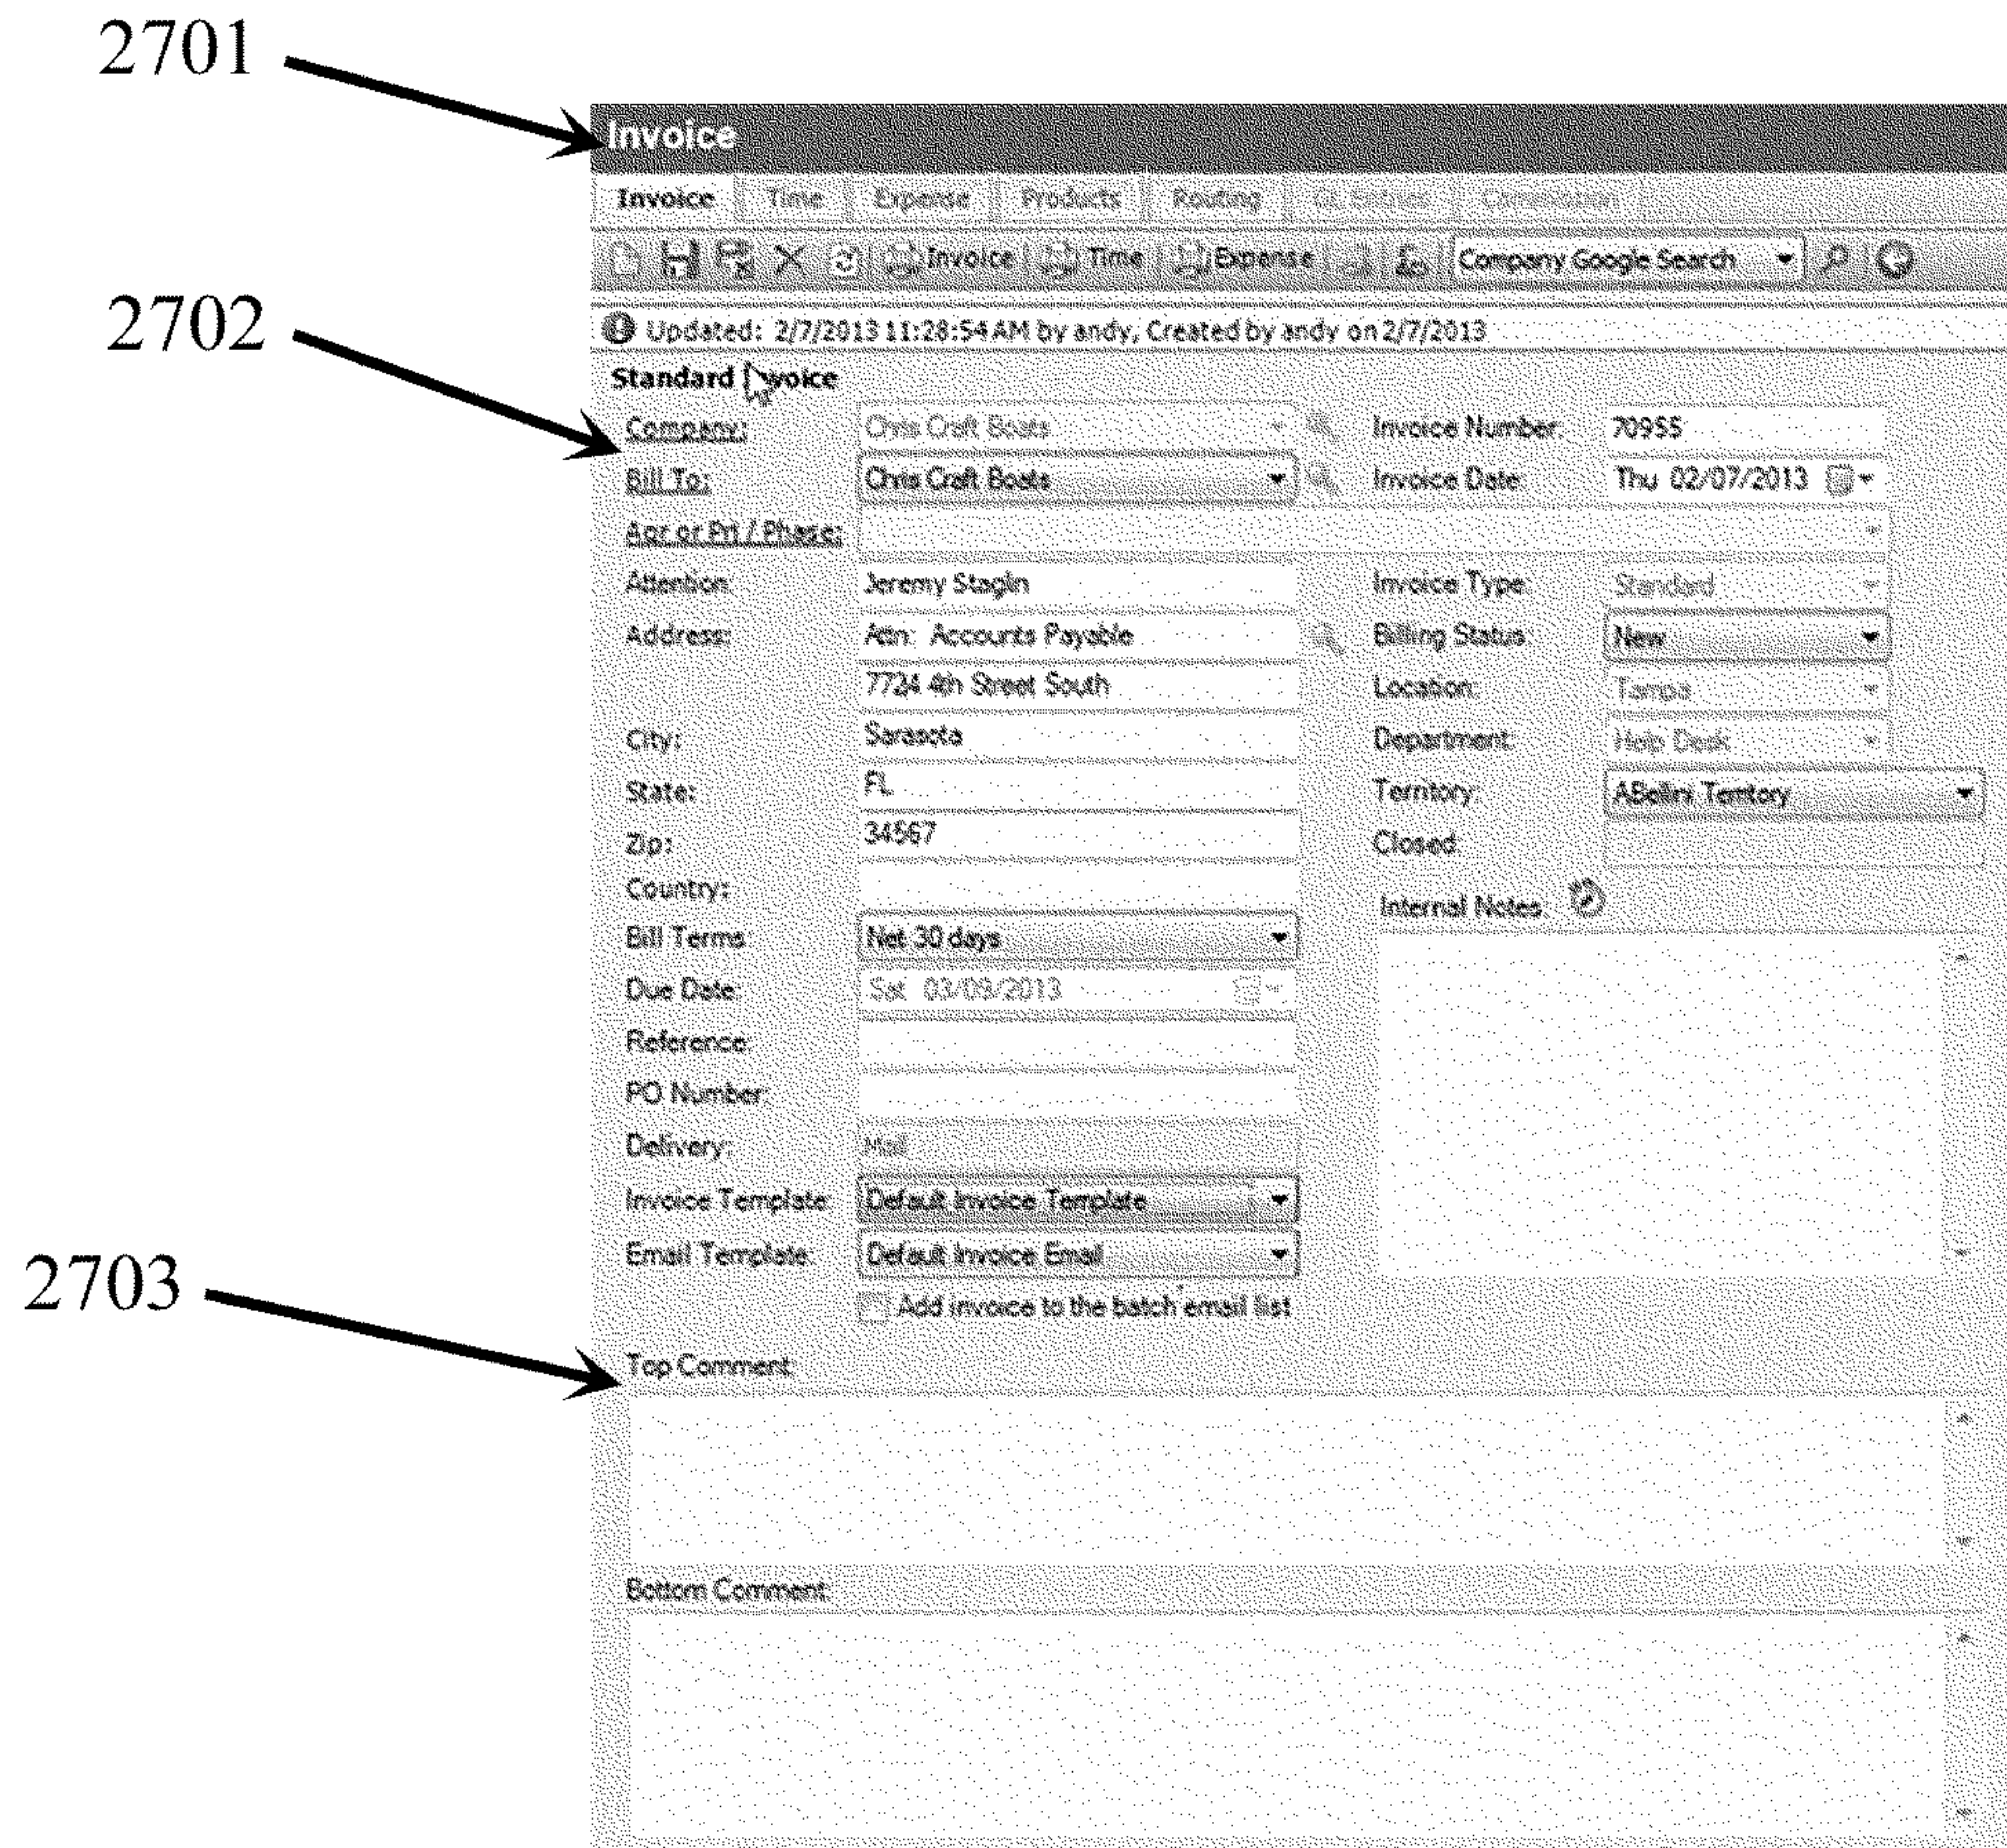 2701
Invoice
Invoice Time Expense Products Routing GL Entries
Invoice Time Expense Company Google Search
2702
Updated: 2/7/2013 11:28:54 AM by andy, Created by andy on 2/7/2013
Standard Invoice
Company: Chris Craft Boats Invoice Number: 70955
Bill To: Chris Craft Boats Invoice Date: Thu 02/07/2013
Agr or Prj / Phase:
Attention: Jeremy Staglin Invoice Type: Standard
Address: Attn: Accounts Payable Billing Status: New
7724 4th Street South Location: Tampa
City: Sarasota Department: Help Desk
State: FL Territory: ABellini Territory
Zip: 34567 Closed:
Country: Internal Notes:
Bill Terms Net 30 days
Due Date: Sat 03/09/2013
Reference:
PO Number:
Delivery: Mail
Invoice Template: Default Invoice Template
2703
Email Template: Default Invoice Email
Add invoice to the batch email list
Top Comment:
Bottom Comment: